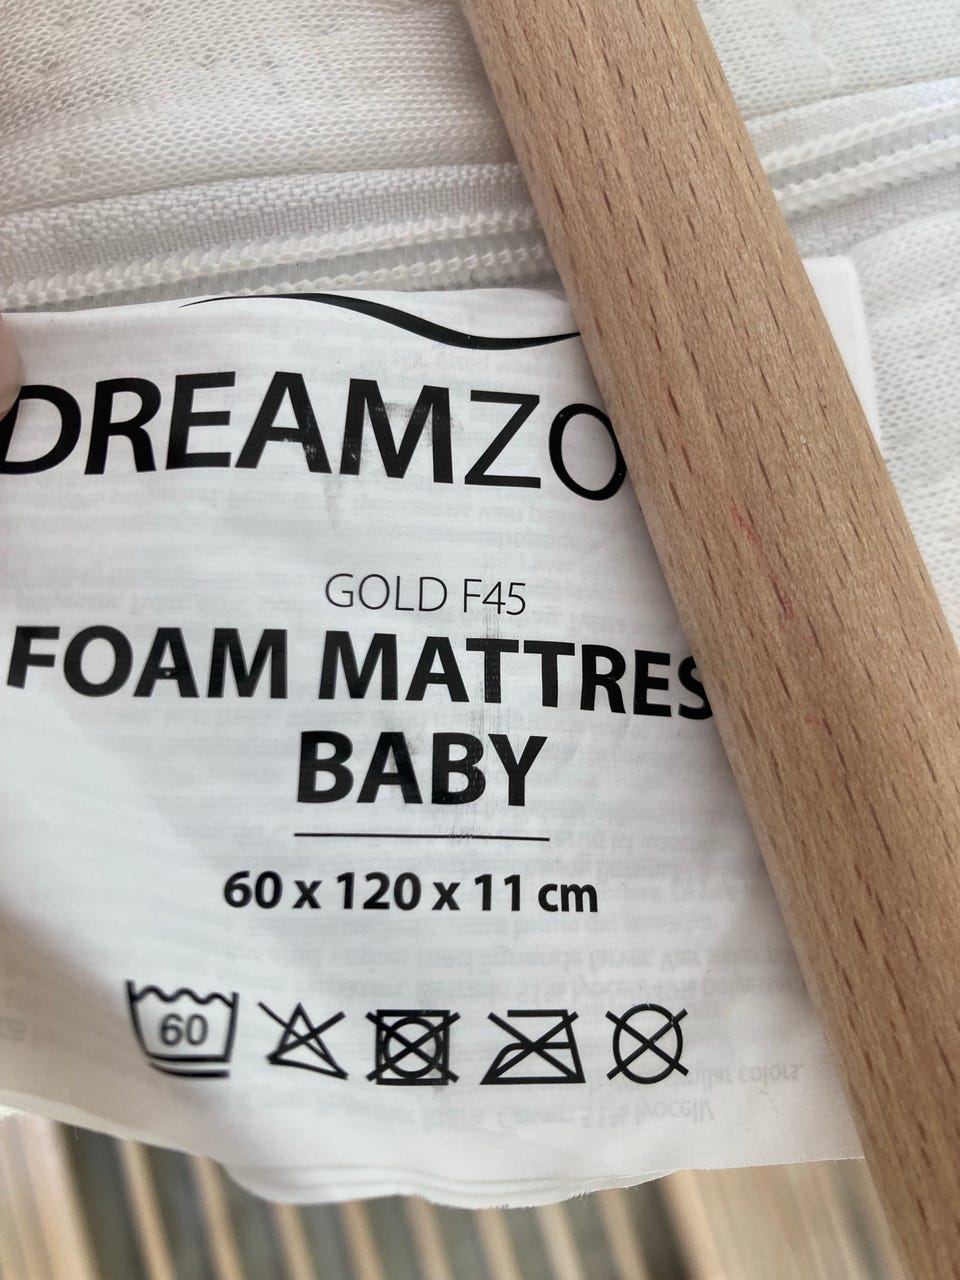 DREAMZO
GOLD F45
FOAM MATTRES
BABY
60 x 120 x 11 cm
60